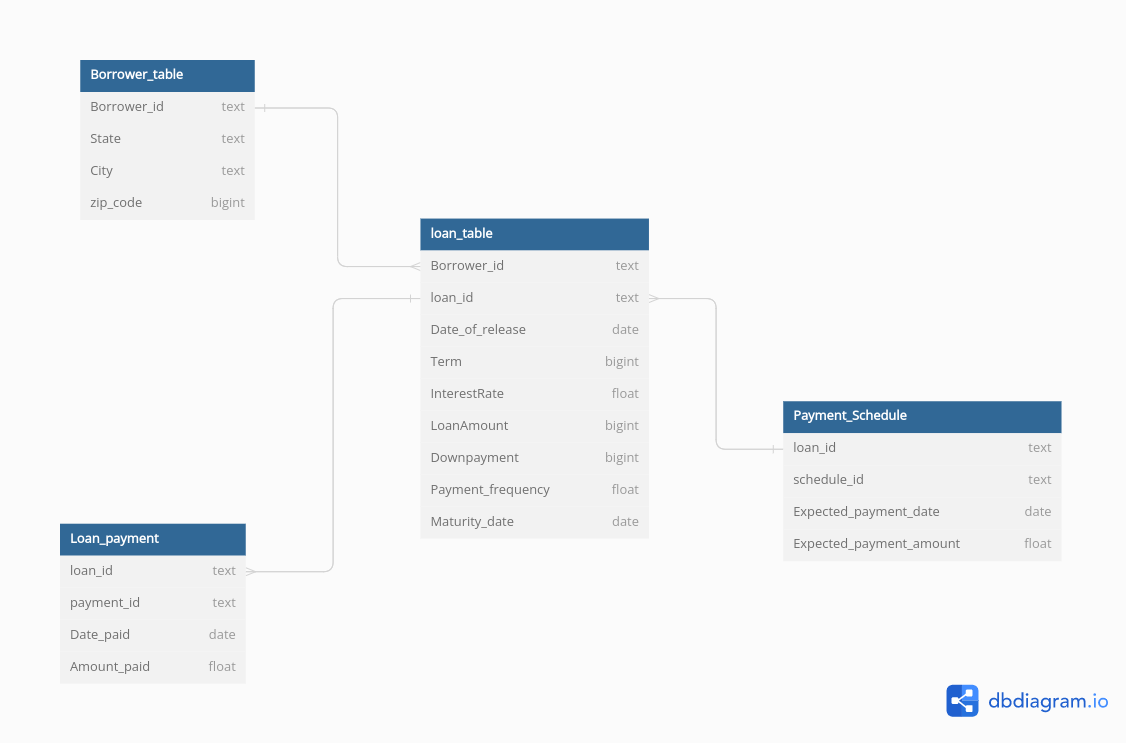 Borrower_table
Borrower_id text
State text
City text
zip_code bigint
loan_table
Borrower_id text
loan_id text
Date_of_release date
Term bigint
InterestRate float
LoanAmount bigint
Downpayment bigint
Payment_frequency float
Maturity_date date
Payment_Schedule
loan_id text
schedule_id text
Expected_payment_date date
Expected_payment_amount float
Loan_payment
loan_id text
payment_id text
Date_paid date
Amount_paid float
dbdiagram.io